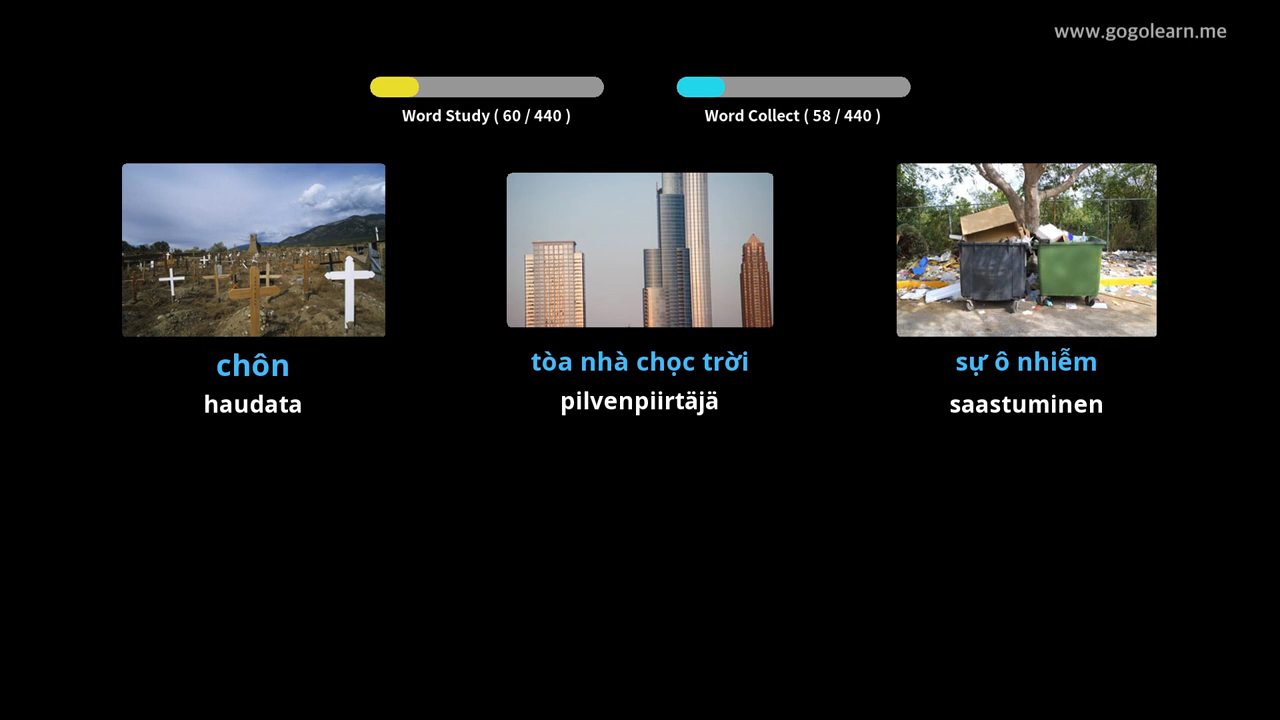 www.gogolearn.me
Word Study ( 60 / 440 )
Word Collect ( 58 / 440 )
chôn
haudata
tòa nhà chọc trời
pilvenpiirtäjä
sự ô nhiễm
saastuminen